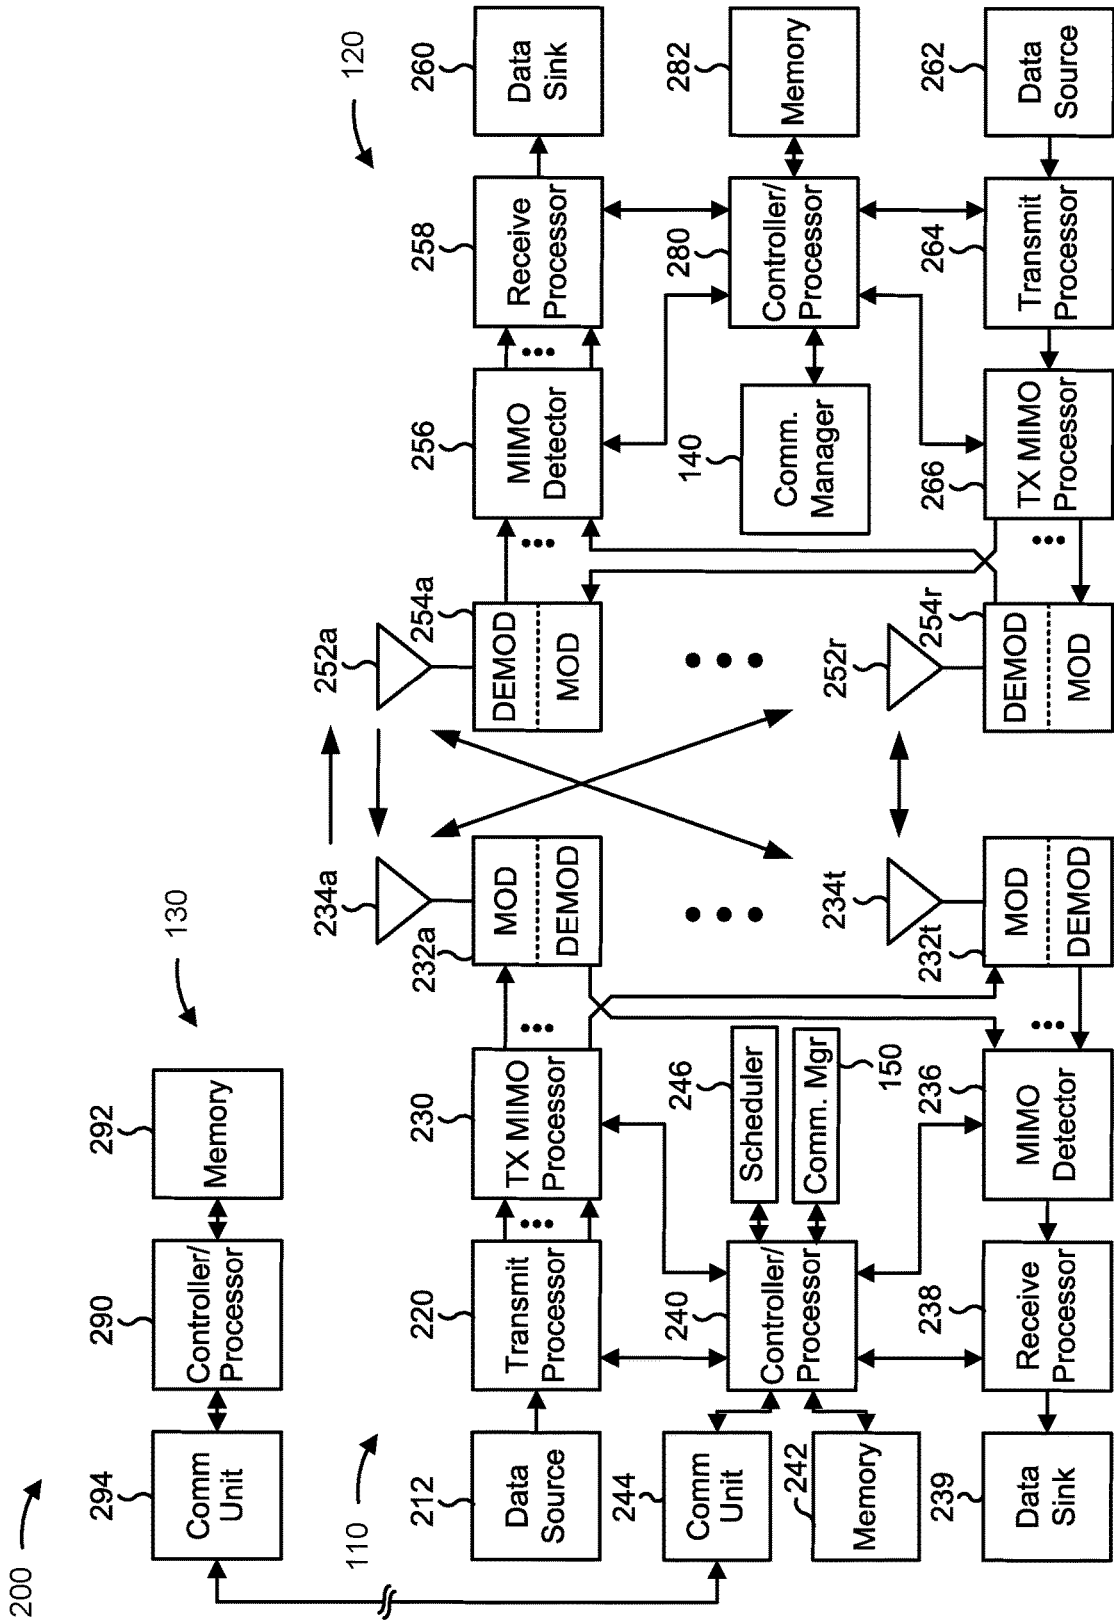 200
294
Comm
Unit
290
Controller/
Processor
292
Memory
130
110
212
Data
Source
220
Transmit
Processor
230
TX MIMO
Processor
232a
MOD
DEMOD
234a
252a
254a
DEMOD
MOD
256
MIMO
Detector
258
Receive
Processor
260
Data
Sink
120
244
Comm
Unit
242
Memory
240
Controller/
Processor
246
Scheduler
Comm. Mgr
150
140
Comm.
Manager
280
Controller/
Processor
282
Memory
239
Data
Sink
238
Receive
Processor
236
MIMO
Detector
232t
MOD
DEMOD
234t
252r
254r
DEMOD
MOD
266
TX MIMO
Processor
264
Transmit
Processor
262
Data
Source